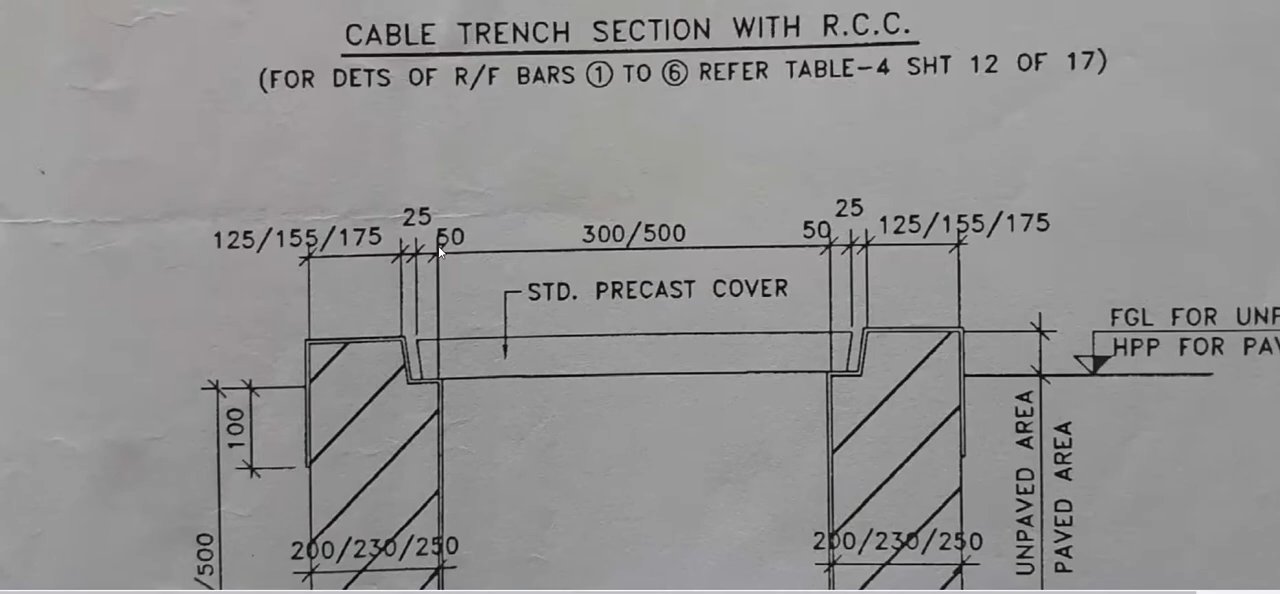 CABLE TRENCH SECTION WITH R.C.C.
(FOR DETS OF R/F BARS ① TO ⑥ REFER TABLE-4 SHT 12 OF 17)
25
25
125/155/175
50
300/500
50
125/155/175
STD. PRECAST COVER
FGL FOR UNP
HPP FOR PAV
100
UNPAVED AREA
PAVED AREA
/500
200/230/250
200/230/250